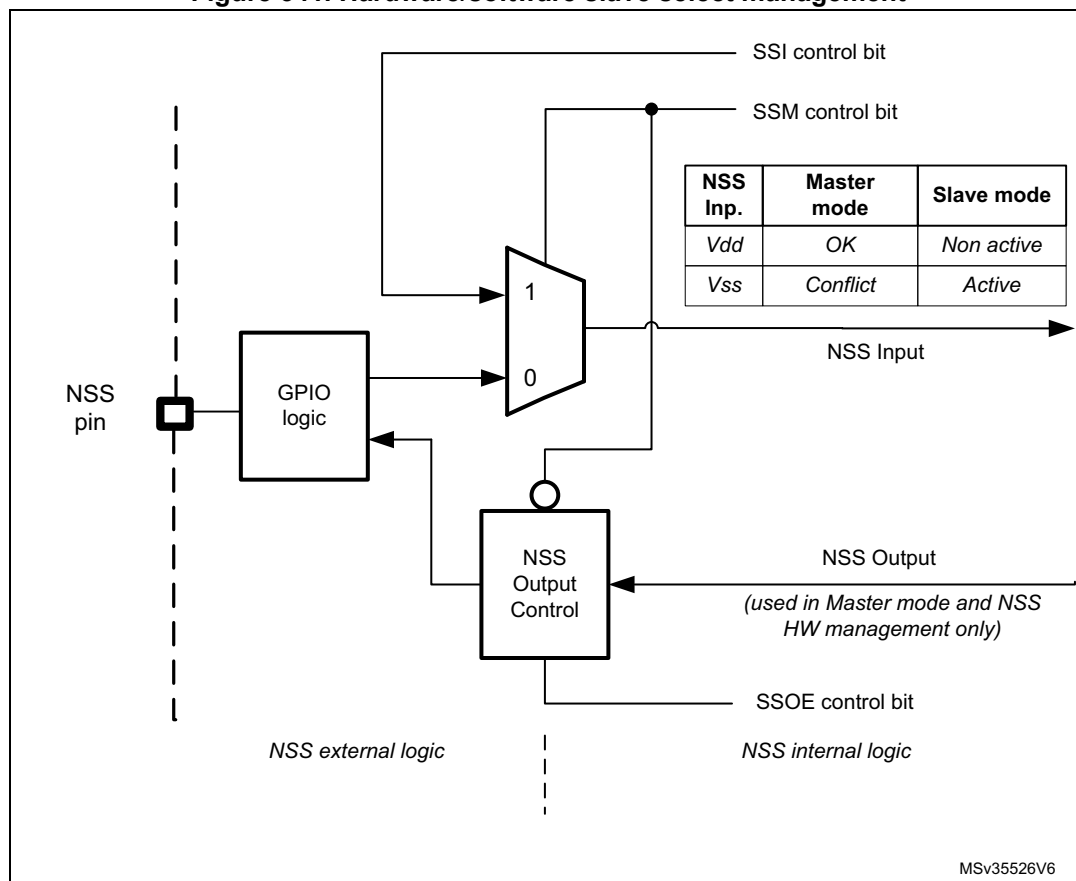 SSI control bit
SSM control bit
NSS Inp. Master mode Slave mode
Vdd OK Non active
Vss Conflict Active
1
0
NSS Input
NSS
pin
GPIO
logic
NSS
Output
Control
NSS Output
(used in Master mode and NSS
HW management only)
SSOE control bit
NSS external logic
NSS internal logic
MSv35526V6